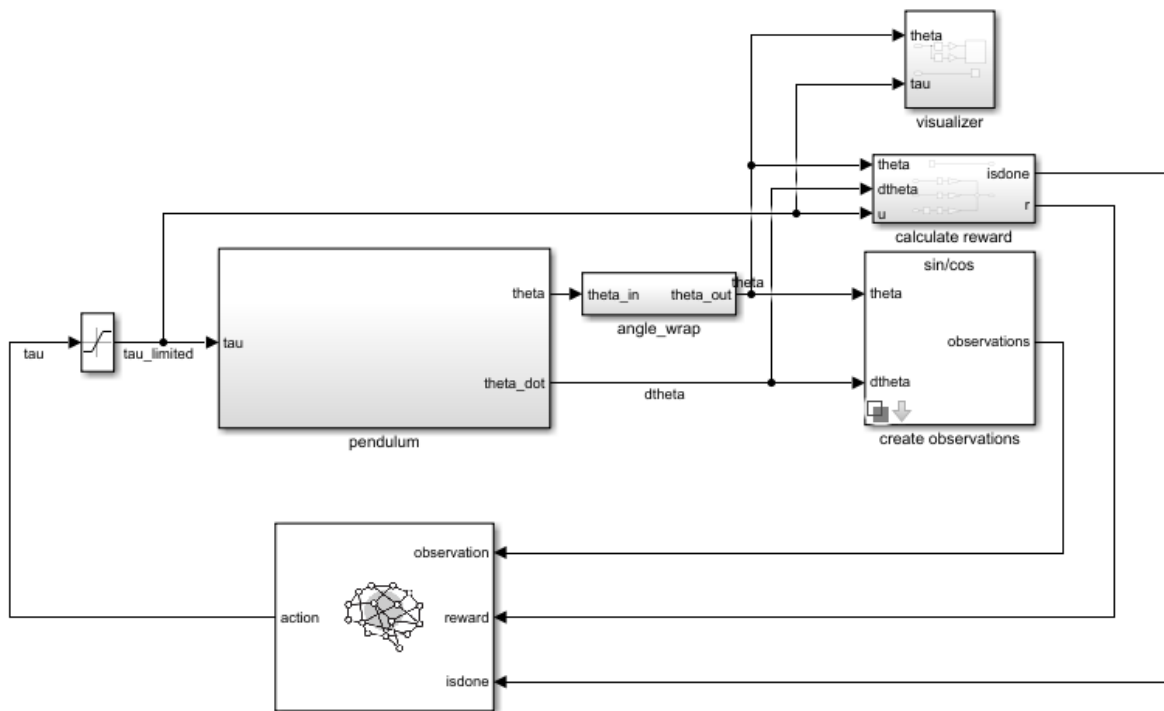 theta
tau
visualizer
theta
dtheta
u
isdone
r
calculate reward
sin/cos
theta
dtheta
observations
create observations
theta_in
theta_out
angle_wrap
theta
tau
theta
theta_dot
pendulum
dtheta
tau
tau_limited
observation
action
reward
isdone